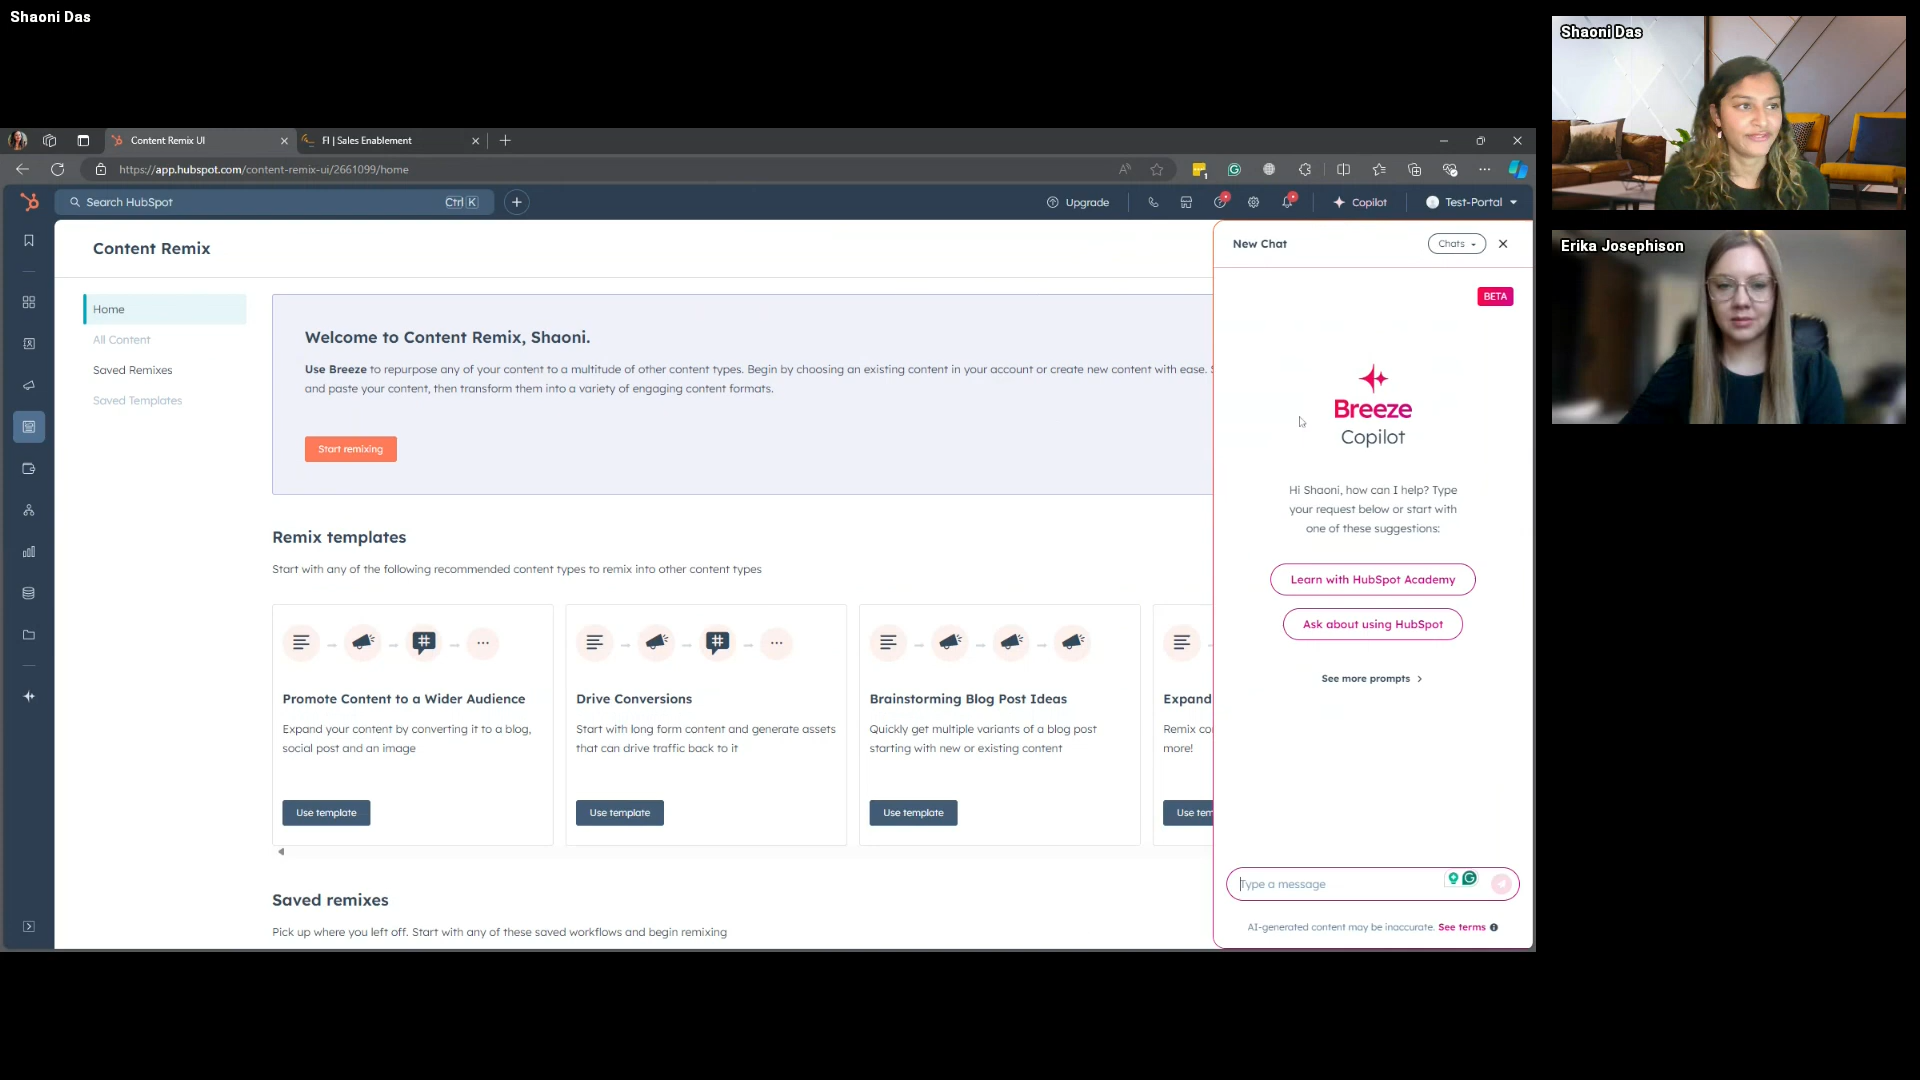 Shaoni Das
Shaoni Das
Erika Josephison
Content Remix UI
FI | Sales Enablement
https://app.hubspot.com/content-remix-ui/2661099/home
Search HubSpot
Ctrl K
Upgrade
Copilot
Test-Portal
Content Remix
Home
All Content
Saved Remixes
Saved Templates
Welcome to Content Remix, Shaoni.
Use Breeze to repurpose any of your content to a multitude of other content types. Begin by choosing an existing content in your account or create new content with ease.
and paste your content, then transform them into a variety of engaging content formats.
Start remixing
Remix templates
Start with any of the following recommended content types to remix into other content types
Promote Content to a Wider Audience
Expand your content by converting it to a blog,
social post and an image
Use template
Drive Conversions
Start with long form content and generate assets
that can drive traffic back to it
Use template
Brainstorming Blog Post Ideas
Quickly get multiple variants of a blog post
starting with new or existing content
Use template
Expand
Remix co
more!
Use tem
Saved remixes
Pick up where you left off. Start with any of these saved workflows and begin remixing
New Chat
Chats
BETA
Breeze
Copilot
Hi Shaoni, how can I help? Type
your request below or start with
one of these suggestions:
Learn with HubSpot Academy
Ask about using HubSpot
See more prompts
Type a message
AI-generated content may be inaccurate. See terms